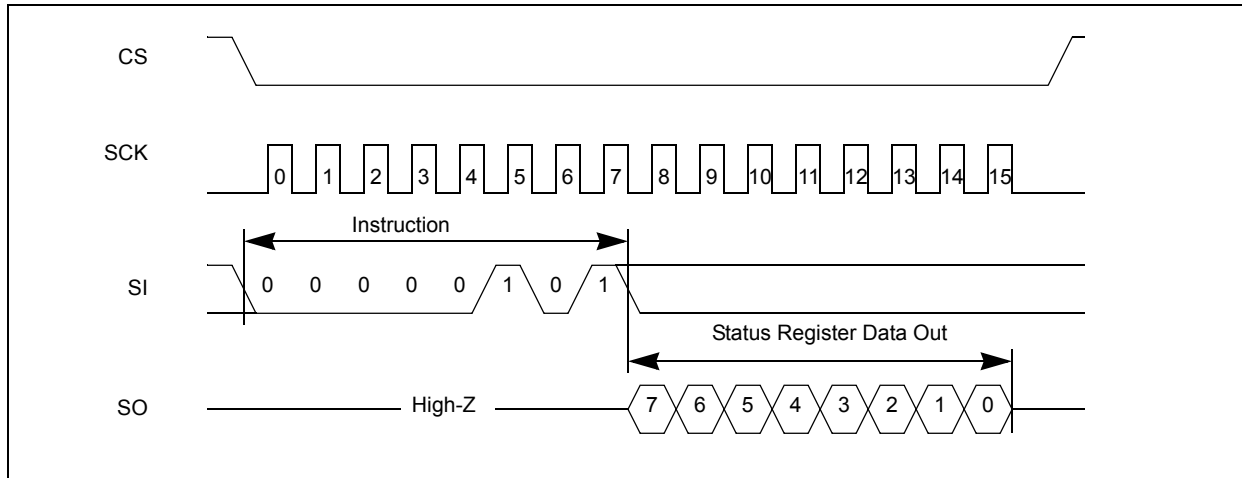 CS
SCK
0 1 2 3 4 5 6 7 8 9 10 11 12 13 14 15
Instruction
SI 0 0 0 0 0 1 0 1
Status Register Data Out
SO High-Z 7 6 5 4 3 2 1 0